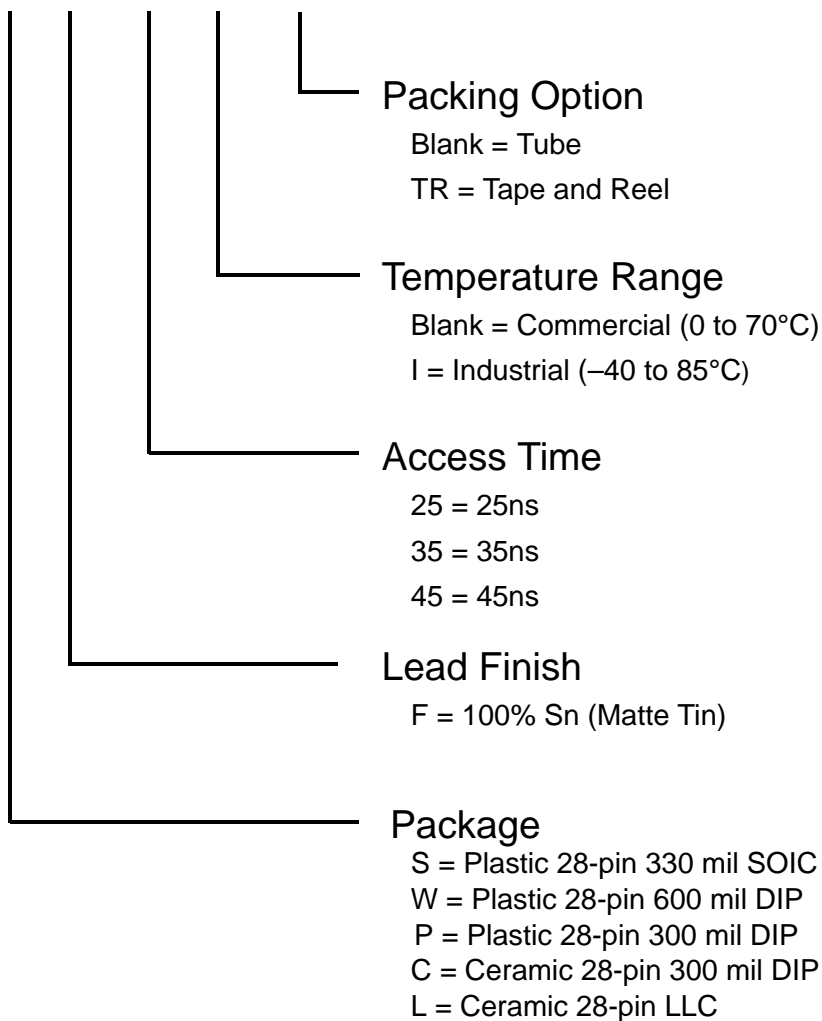 Packing Option
Blank = Tube
TR = Tape and Reel
Temperature Range
Blank = Commercial (0 to 70°C)
I = Industrial (–40 to 85°C)
Access Time
25 = 25ns
35 = 35ns
45 = 45ns
Lead Finish
F = 100% Sn (Matte Tin)
Package
S = Plastic 28-pin 330 mil SOIC
W = Plastic 28-pin 600 mil DIP
P = Plastic 28-pin 300 mil DIP
C = Ceramic 28-pin 300 mil DIP
L = Ceramic 28-pin LLC